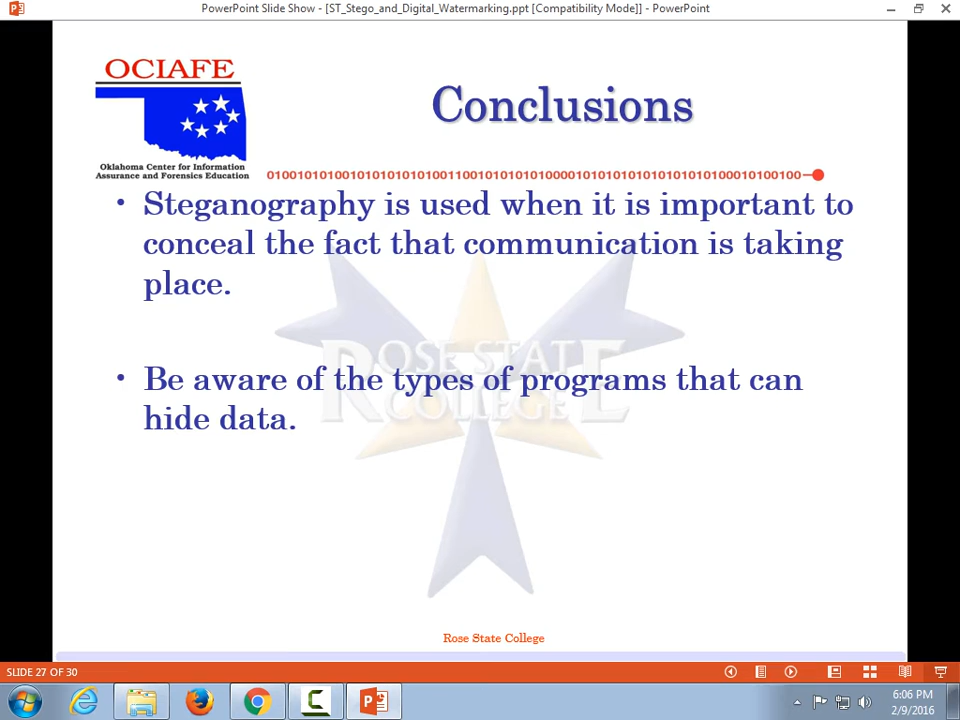 PowerPoint Slide Show - [ST_Stego_and_Digital_Watermarking.ppt [Compatibility Mode]] - PowerPoint
OCIAFE
Oklahoma Center for Information
Assurance and Forensics Education
Conclusions
0100101010010101010101010011001010101010000101010101010101010100010100100
• Steganography is used when it is important to
conceal the fact that communication is taking
place.
• Be aware of the types of programs that can
hide data.
ROSE STATE
COLLEGE
Rose State College
SLIDE 27 OF 30
6:06 PM
2/9/2016